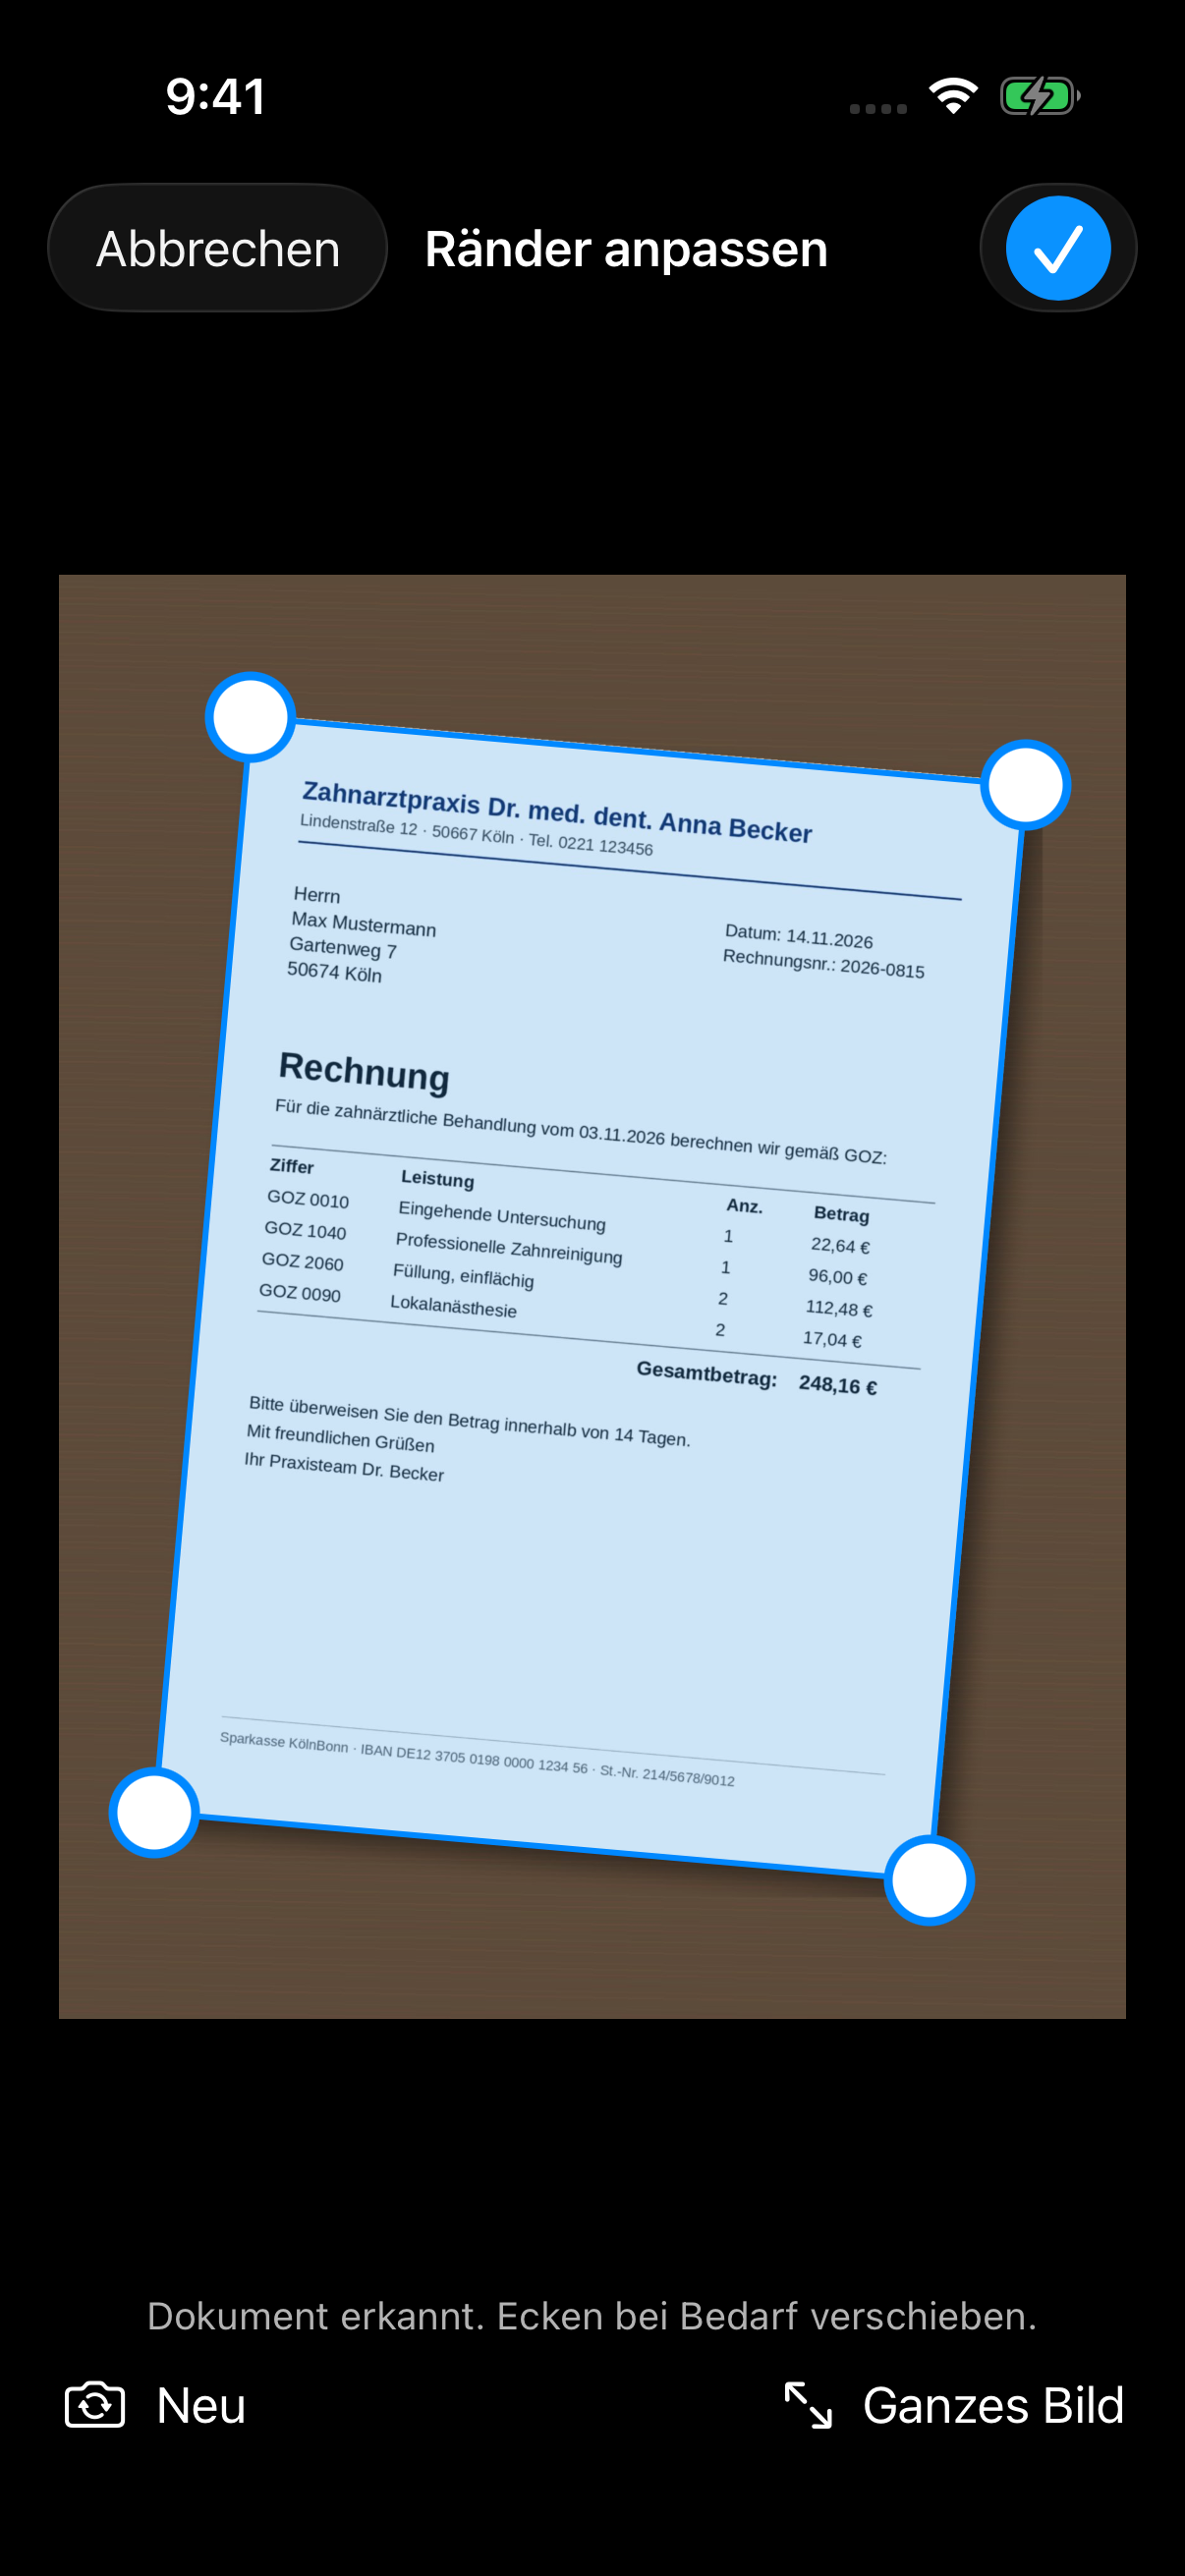 9:41
Abbrechen
Ränder anpassen
Zahnarztpraxis Dr. med. dent. Anna Becker
Lindenstraße 12 · 50667 Köln · Tel. 0221 123456
Herrn
Max Mustermann
Gartenweg 7
50674 Köln
Datum: 14.11.2026
Rechnungsnr.: 2026-0815
Rechnung
Für die zahnärztliche Behandlung vom 03.11.2026 berechnen wir gemäß GOZ:
Ziffer Leistung Anz. Betrag
GOZ 0010 Eingehende Untersuchung 1 22,64 €
GOZ 1040 Professionelle Zahnreinigung 1 96,00 €
GOZ 2060 Füllung, einflächig 2 112,48 €
GOZ 0090 Lokalanästhesie 2 17,04 €
Gesamtbetrag: 248,16 €
Bitte überweisen Sie den Betrag innerhalb von 14 Tagen.
Mit freundlichen Grüßen
Ihr Praxisteam Dr. Becker
Sparkasse KölnBonn · IBAN DE12 3705 0198 0000 1234 56 · St.-Nr. 214/5678/9012
Dokument erkannt. Ecken bei Bedarf verschieben.
Neu
Ganzes Bild